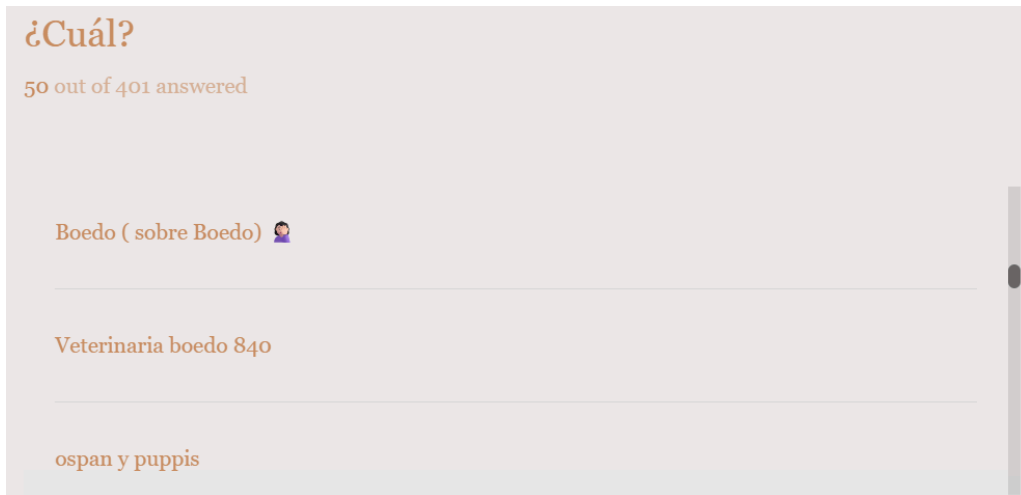 ¿Cuál?
50 out of 401 answered
Boedo ( sobre Boedo) 🤦🏻‍♀️
Veterinaria boedo 840
ospan y puppis